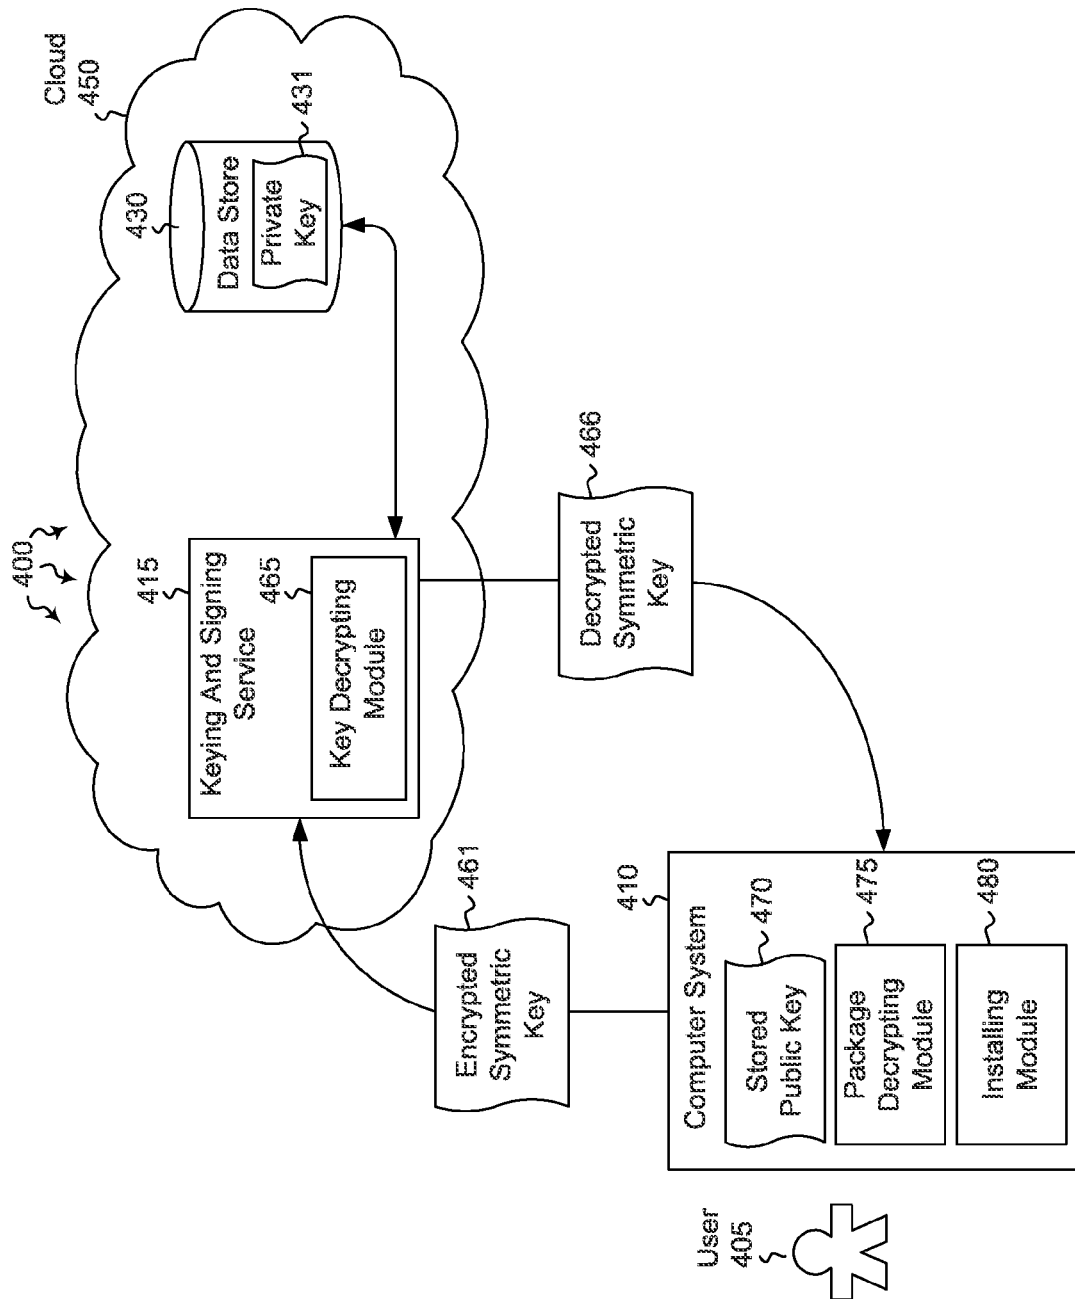 400
Cloud
450
430
Data Store
Private
Key
431
415
Keying And Signing
Service
465
Key Decrypting
Module
Encrypted
Symmetric
Key
461
Decrypted
Symmetric
Key
466
User
405
410
Computer System
Stored
Public Key
470
Package
Decrypting
Module
475
Installing
Module
480